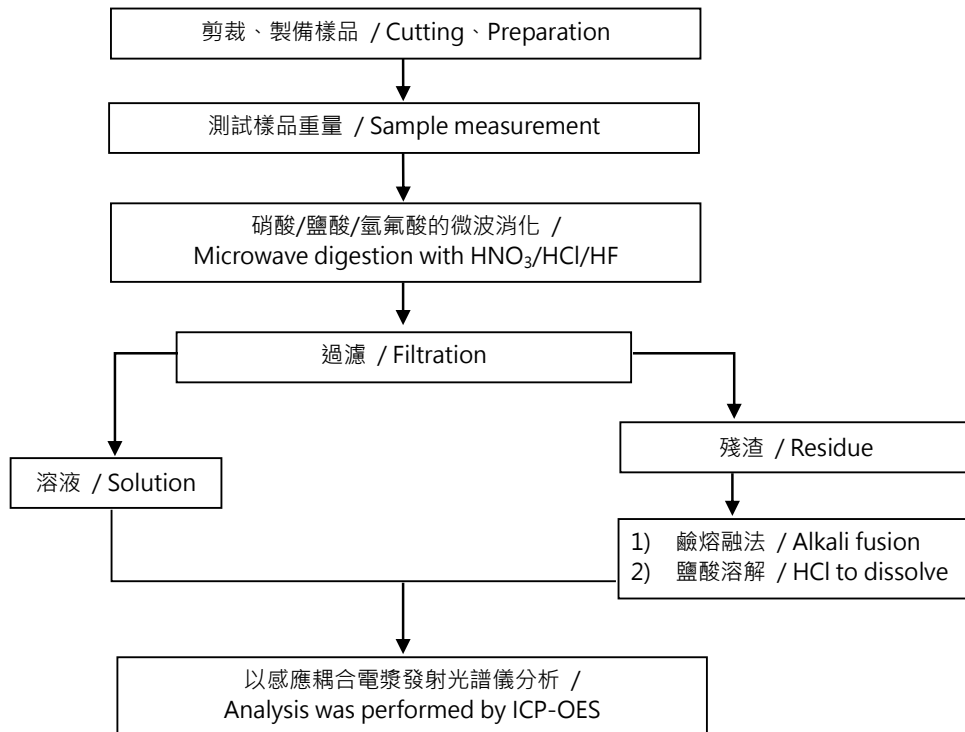 剪裁、製備樣品 / Cutting、Preparation
測試樣品重量 / Sample measurement
硝酸/鹽酸/氫氟酸的微波消化 /
Microwave digestion with HNO₃/HCl/HF
過濾 / Filtration
溶液 / Solution
殘渣 / Residue
1) 鹼熔融法 / Alkali fusion
2) 鹽酸溶解 / HCl to dissolve
以感應耦合電漿發射光譜儀分析 /
Analysis was performed by ICP-OES